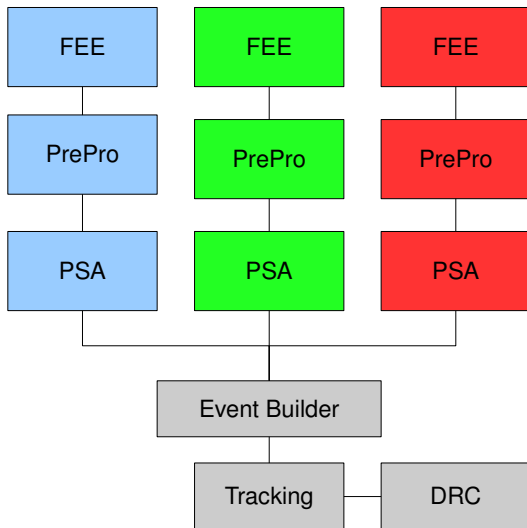 FEE
FEE
FEE
PrePro
PrePro
PrePro
PSA
PSA
PSA
Event Builder
Tracking
DRC